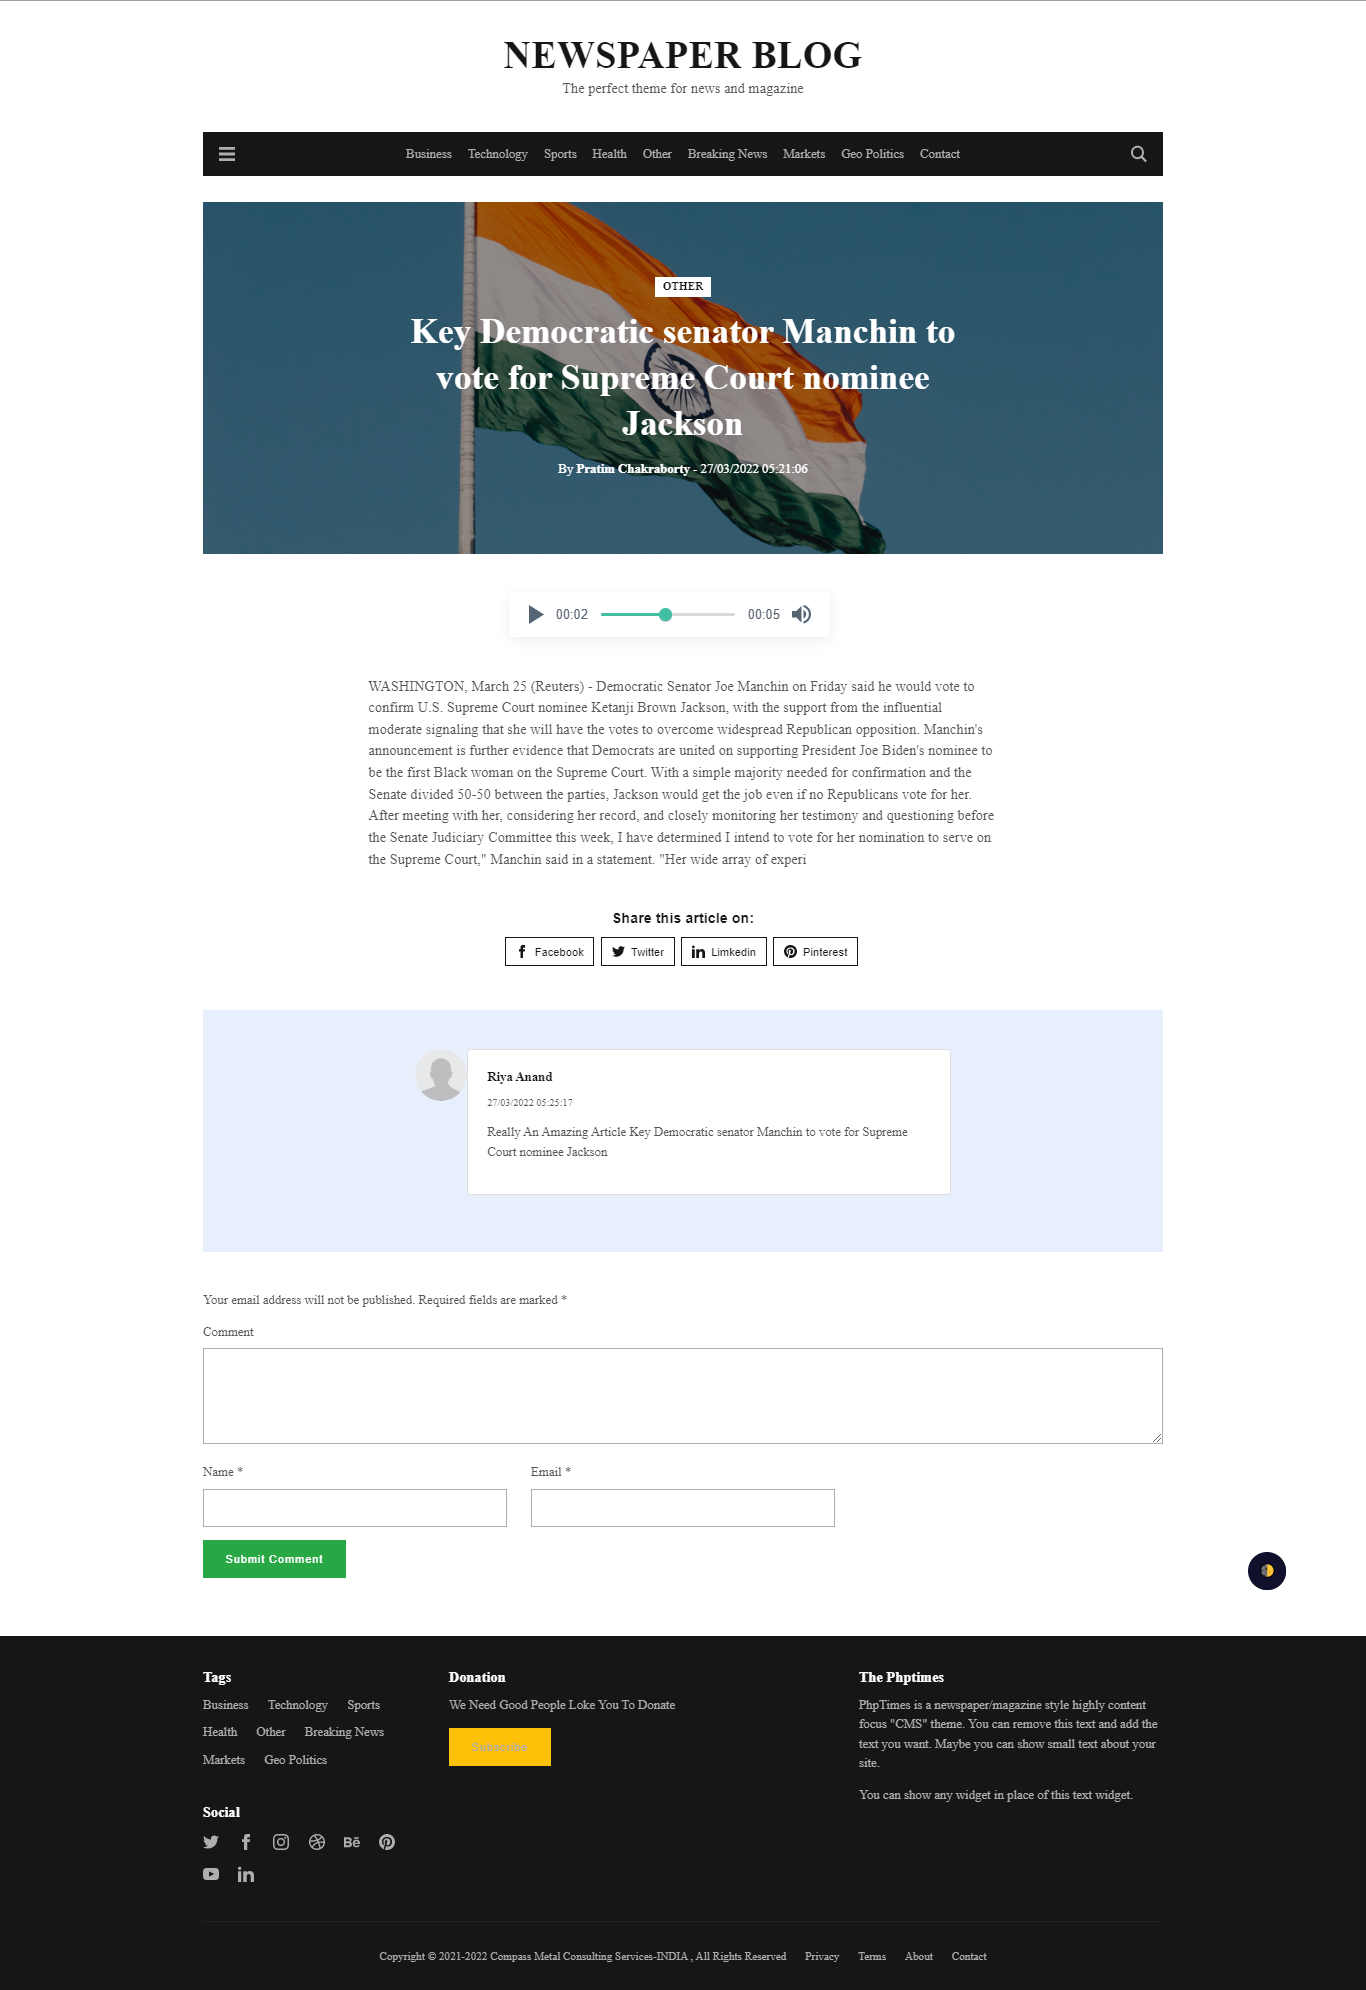 NEWSPAPER BLOG
The perfect theme for news and magazine
Business Technology Sports Health Other Breaking News Markets Geo Politics Contact
OTHER
Key Democratic senator Manchin to
vote for Supreme Court nominee
Jackson
By Pratim Chakraborty - 27/03/2022 05:21:06
00:02 00:05
WASHINGTON, March 25 (Reuters) - Democratic Senator Joe Manchin on Friday said he would vote to
confirm U.S. Supreme Court nominee Ketanji Brown Jackson, with the support from the influential
moderate signaling that she will have the votes to overcome widespread Republican opposition. Manchin's
announcement is further evidence that Democrats are united on supporting President Joe Biden's nominee to
be the first Black woman on the Supreme Court. With a simple majority needed for confirmation and the
Senate divided 50-50 between the parties, Jackson would get the job even if no Republicans vote for her.
After meeting with her, considering her record, and closely monitoring her testimony and questioning before
the Senate Judiciary Committee this week, I have determined I intend to vote for her nomination to serve on
the Supreme Court," Manchin said in a statement. "Her wide array of experi
Share this article on:
Facebook Twitter Limkedin Pinterest
Riya Anand
27/03/2022 05:25:17
Really An Amazing Article Key Democratic senator Manchin to vote for Supreme
Court nominee Jackson
Your email address will not be published. Required fields are marked *
Comment
Name * Email *
Submit Comment
Tags
Business Technology Sports
Health Other Breaking News
Markets Geo Politics
Social
Donation
We Need Good People Loke You To Donate
Subscribe
The Phptimes
PhpTimes is a newspaper/magazine style highly content
focus "CMS" theme. You can remove this text and add the
text you want. Maybe you can show small text about your
site.
You can show any widget in place of this text widget.
Copyright © 2021-2022 Compass Metal Consulting Services-INDIA , All Rights Reserved Privacy Terms About Contact